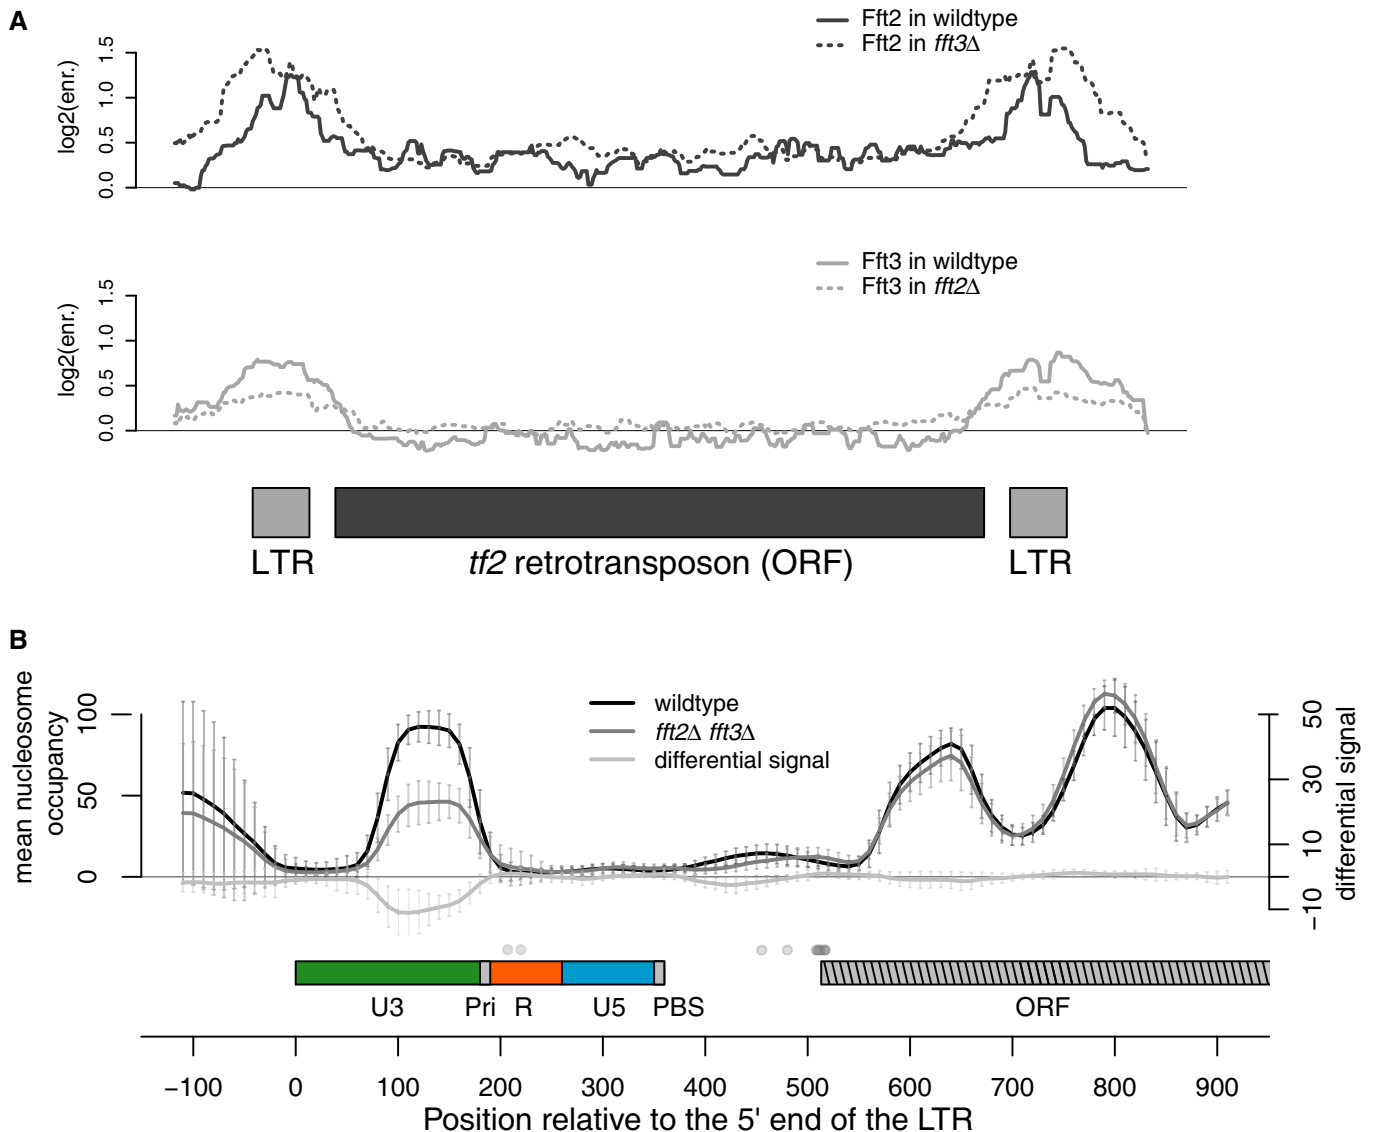 A
Fft2 in wildtype
Fft2 in fft3Δ
log2(enr.)
1.5
1.0
0.5
0.0
Fft3 in wildtype
Fft3 in fft2Δ
log2(enr.)
1.5
1.0
0.5
0.0
LTR
tf2 retrotransposon (ORF)
LTR
B
mean nucleosome
occupancy
100
50
0
wildtype
fft2Δ fft3Δ
differential signal
50
30
10
−10
differential signal
U3
Pri
R
U5
PBS
ORF
−100 0 100 200 300 400 500 600 700 800 900
Position relative to the 5' end of the LTR